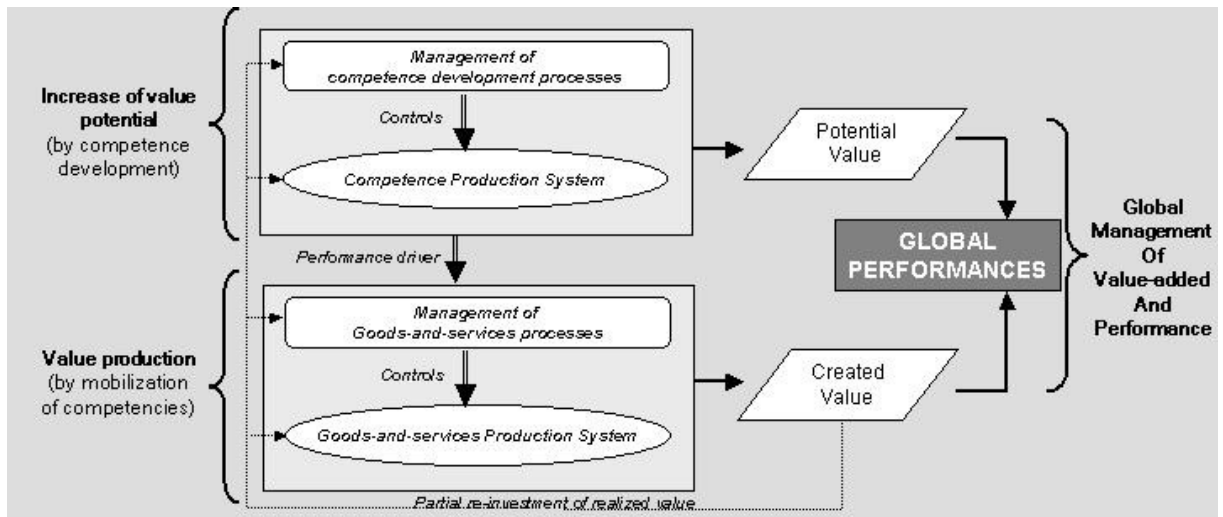 Increase of value
potential
(by competence
development)
Management of
competence development processes
Controls
Competence Production System
Performance driver
Value production
(by mobilization
of competencies)
Management of
Goods-and-services processes
Controls
Goods-and-services Production System
Partial re-investment of realized value
Potential
Value
GLOBAL
PERFORMANCES
Created
Value
Global
Management
Of
Value-added
And
Performance